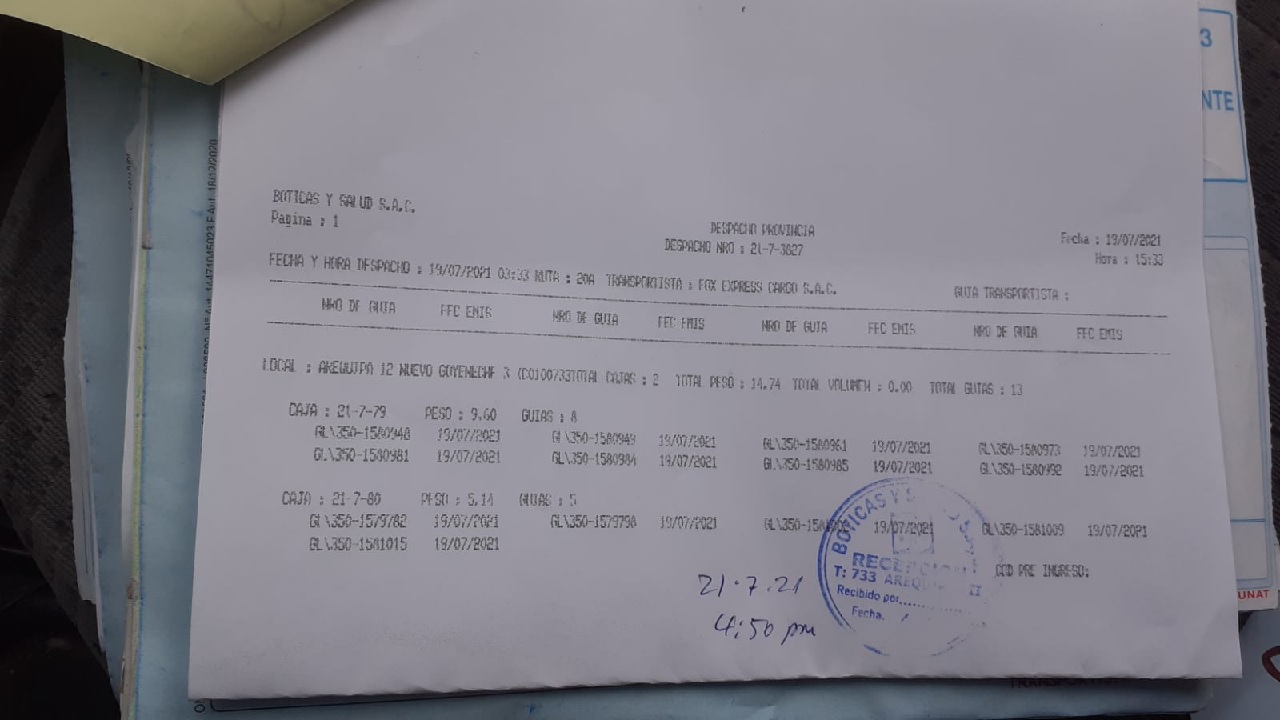 BOTICAS Y SALUD S.A.C.
Pagina : 1
DESPACHO PROVINCIA
Fecha : 19/07/2021
DESPACHO NRO : 21-7-3627
Hora : 15:33
FECHA Y HORA DESPACHO : 19/07/2021 03:33 RUTA : 20A TRANSPORTISTA : FOX EXPRESS CARGO S.A.C.
GUIA TRANSPORTISTA :
NRO DE GUIA FEC EMIS NRO DE GUIA FEC EMIS NRO DE GUIA FEC EMIS NRO DE GUIA FEC EMIS
LOCAL : AREQUIPA 12 NUEVO GOYENECHE 3 (CO100733TOTAL CAJAS : 2 TOTAL PESO : 14.74 TOTAL VOLUMEN : 0.00 TOTAL GUIAS : 13
CAJA : 21-7-79 PESO : 9.60 GUIAS : 8
GL\350-1580948 19/07/2021 GL\350-1580949 19/07/2021 GL\350-1580961 19/07/2021 GL\350-1580973 19/07/2021
GL\350-1580981 19/07/2021 GL\350-1580984 19/07/2021 GL\350-1580985 19/07/2021 GL\350-1580992 19/07/2021
CAJA : 21-7-80 PESO : 5.14 GUIAS : 5
GL\350-1579782 19/07/2021 GL\350-1579798 19/07/2021 19/07/2021 GL\350-1581009 19/07/2021
GL\350-1581015 19/07/2021
COD PRE INGRESO:
BOTICAS Y
T: 733
Recibido por
Fecha.
21.7.21
4:50 pm
3
NTE
UNAT